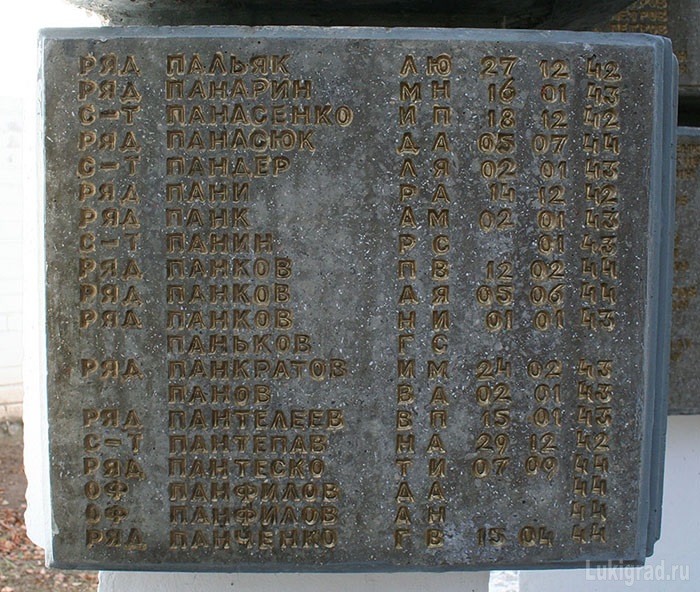 РЯД ПАЛЬЯК Л Ю 27 12 42
РЯД ПАНАРИН М Н 16 01 43
С-Т ПАНАСЕНКО И П 18 12 42
РЯД ПАНАСЮК Д А 05 07 44
С-Т ПАНДЕР Л Я 02 01 43
РЯД ПАНИ Р А 14 12 42
РЯД ПАНК А М 02 01 43
С-Т ПАНИН Р С 01 43
РЯД ПАНКОВ П В 12 02 44
РЯД ПАНКОВ Д Я 05 06 44
РЯД ПАНКОВ Н И 01 01 43
ПАНЬКОВ Г С
РЯД ПАНКРАТОВ И М 24 02 43
ПАНОВ В А 02 01 43
РЯД ПАНТЕЛЕЕВ В П 15 01 43
С-Т ПАНТЕПАВ Н А 29 12 42
РЯД ПАНТЕСКО Т И 07 09 44
ОФ ПАНФИЛОВ Д А 44
ОФ ПАНФИЛОВ А Н 44
РЯД ПАНЧЕНКО Г В 15 04 44
Lukigrad.ru